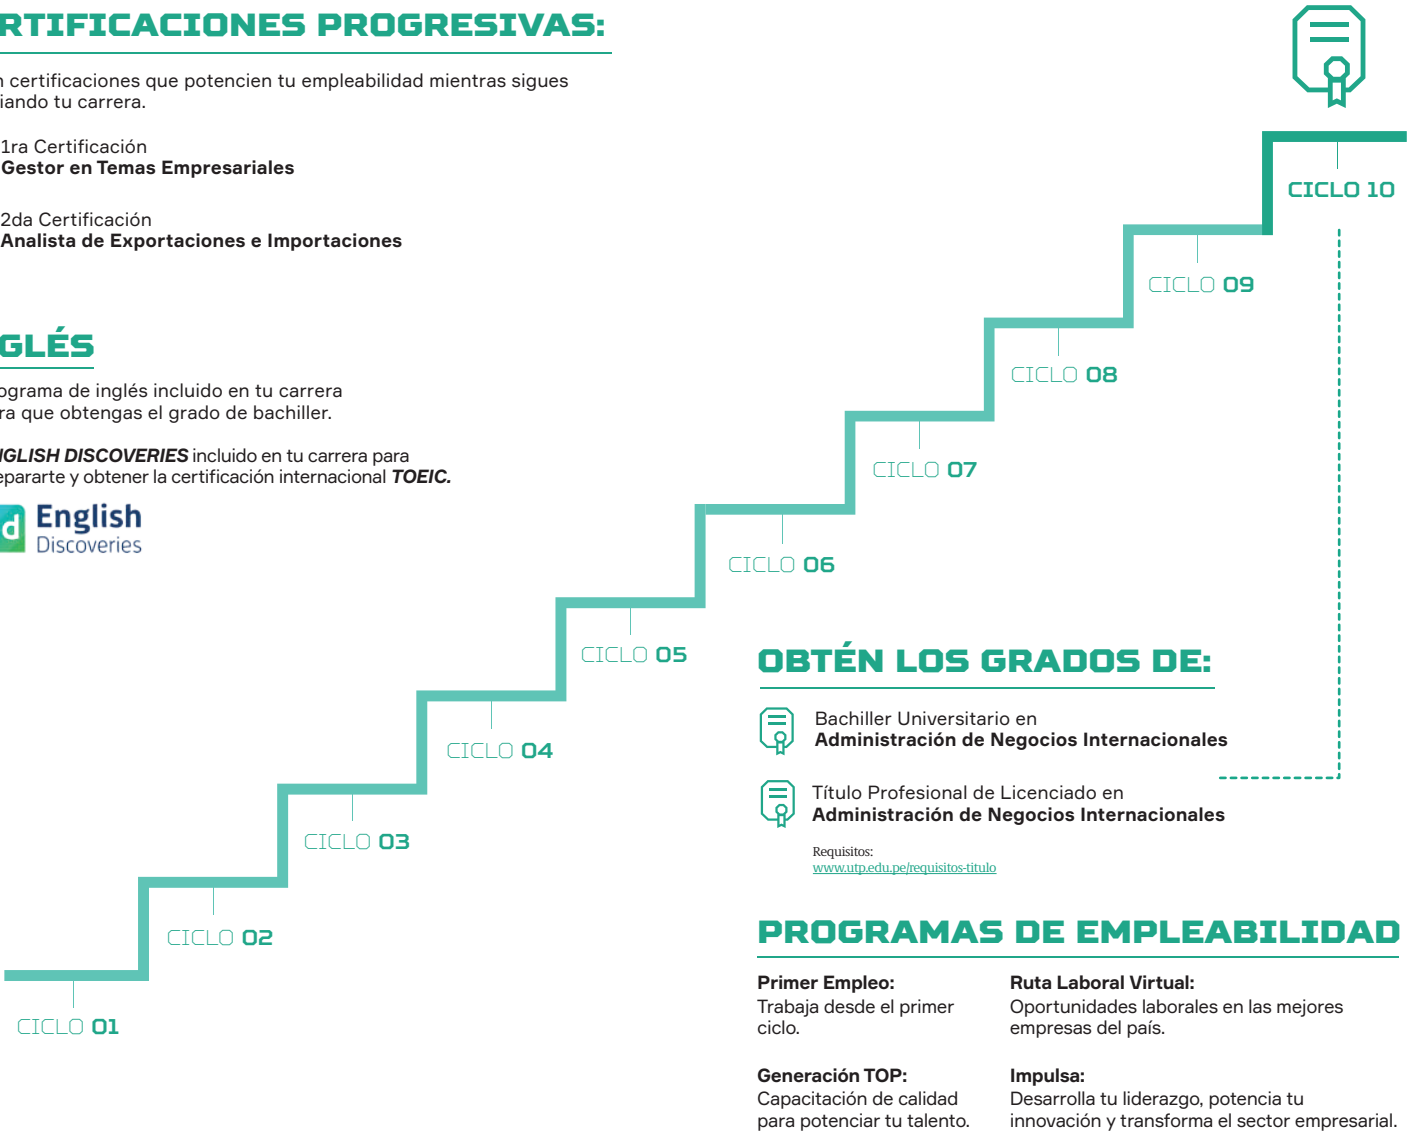 RTIFICACIONES PROGRESIVAS:
n certificaciones que potencien tu empleabilidad mientras sigues
iando tu carrera.
1ra Certificación
Gestor en Temas Empresariales
2da Certificación
Analista de Exportaciones e Importaciones
GLÉS
ograma de inglés incluido en tu carrera
ra que obtengas el grado de bachiller.
NGLISH DISCOVERIES incluido en tu carrera para
epararte y obtener la certificación internacional TOEIC.
d English
Discoveries
CICLO 10
CICLO 09
CICLO 08
CICLO 07
CICLO 06
CICLO 05
CICLO 04
CICLO 03
CICLO 02
CICLO 01
OBTÉN LOS GRADOS DE:
Bachiller Universitario en
Administración de Negocios Internacionales
Título Profesional de Licenciado en
Administración de Negocios Internacionales
Requisitos:
www.utp.edu.pe/requisitos-titulo
PROGRAMAS DE EMPLEABILIDAD
Primer Empleo:
Trabaja desde el primer
ciclo.
Ruta Laboral Virtual:
Oportunidades laborales en las mejores
empresas del país.
Generación TOP:
Capacitación de calidad
para potenciar tu talento.
Impulsa:
Desarrolla tu liderazgo, potencia tu
innovación y transforma el sector empresarial.